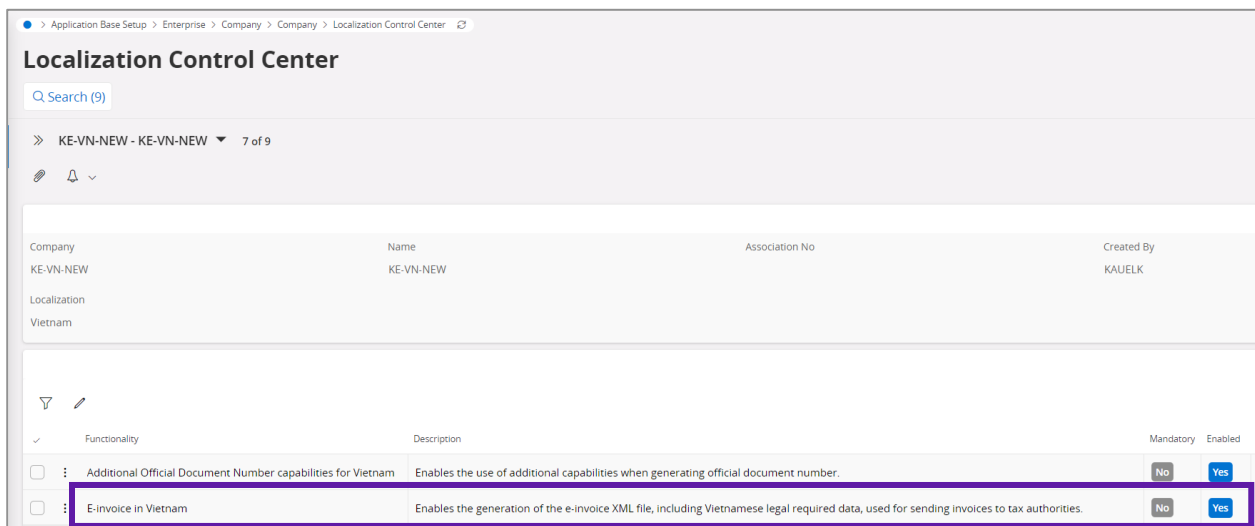 Application Base Setup > Enterprise > Company > Company > Localization Control Center
Localization Control Center
Search (9)
KE-VN-NEW - KE-VN-NEW 7 of 9
Company Name Association No Created By
KE-VN-NEW KE-VN-NEW KAUELK
Localization
Vietnam
Functionality Description Mandatory Enabled
Additional Official Document Number capabilities for Vietnam Enables the use of additional capabilities when generating official document number. No Yes
E-invoice in Vietnam Enables the generation of the e-invoice XML file, including Vietnamese legal required data, used for sending invoices to tax authorities. No Yes